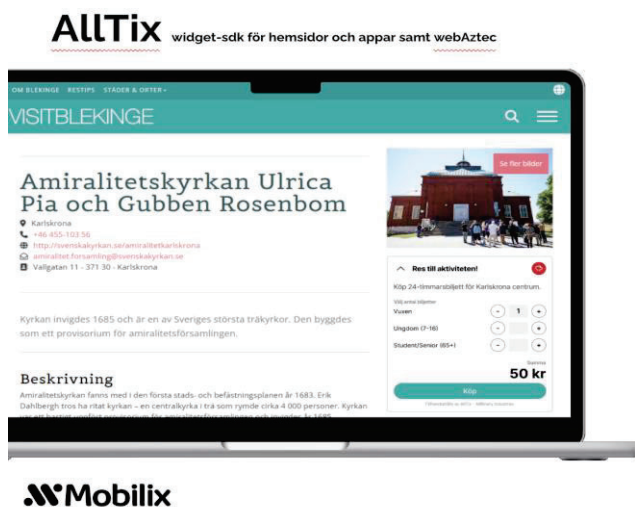 AllTix widget-sdk för hemsidor och appar samt webAztec
OM BLEKINGE RESTIPS STÄDER & ORTER
VISITBLEKINGE
Amiralitetskyrkan Ulrica
Pia och Gubben Rosenbom
Karlskrona
+46 455-103 56
http://svenskakyrkan.se/amiralitetkarlskrona
amiralitet.forsamling@svenskakyrkan.se
Vallgatan 11 - 371 30 - Karlskrona
Kyrkan invigdes 1685 och är en av Sveriges största träkyrkor. Den byggdes
som ett provisorium för amiralitetsförsamlingen.
Beskrivning
Amiralitetskyrkan fanns med i den första stads- och befästningsplanen år 1683. Erik
Dahlbergh tros ha ritat kyrkan – en centralkyrka i trä som rymde cirka 4 000 personer. Kyrkan
Se fler bilder
Res till aktiviteten!
Köp 24-timmarsbiljett för Karlskrona centrum.
Välj antal biljetter
Vuxen - 1 +
Ungdom (7-16) - +
Student/Senior (65+) - +
Summa
50 kr
Köp
Mobilix